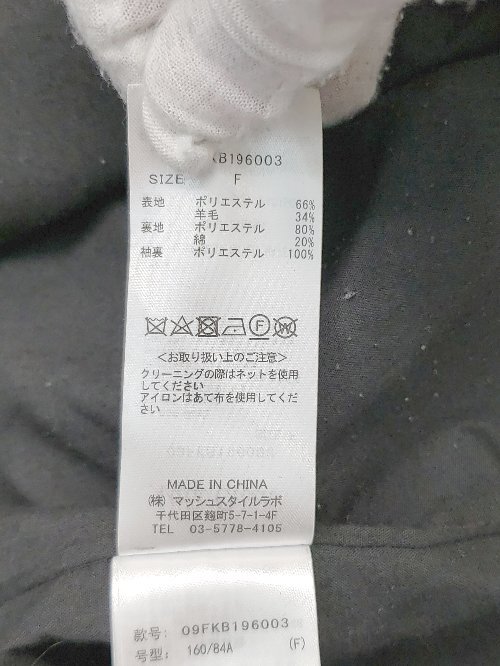 KB196003
SIZE F
表地 ポリエステル 66%
羊毛 34%
裏地 ポリエステル 80%
綿 20%
袖裏 ポリエステル 100%
F W
<お取り扱い上のご注意>
クリーニングの際はネットを使用
してください
アイロンはあて布を使用してくだ
さい
MADE IN CHINA
(株) マッシュスタイルラボ
千代田区麹町5-7-1-4F
TEL 03-5778-4105
款号: 09FKB196003
号型: 160/84A (F)